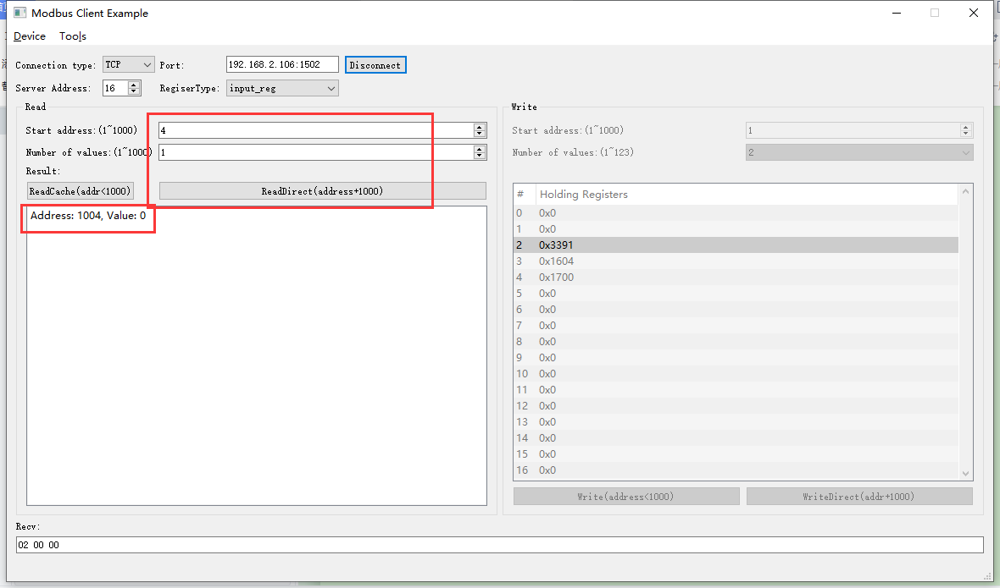 Modbus Client Example
Device Tools
Connection type: TCP Port: 192.168.2.106:1502 Disconnect
Server Address: 16 RegiserType: input_reg
Read
Start address:(1~1000) 4
Number of values:(1~1000) 1
Result:
ReadCache(addr<1000) ReadDirect(address+1000)
Address: 1004, Value: 0
Write
Start address:(1~1000) 1
Number of values:(1~123) 2
# Holding Registers
0 0x0
1 0x0
2 0x3391
3 0x1604
4 0x1700
5 0x0
6 0x0
7 0x0
8 0x0
9 0x0
10 0x0
11 0x0
12 0x0
13 0x0
14 0x0
15 0x0
16 0x0
Write(address<1000) WriteDirect(addr+1000)
Recv:
02 00 00